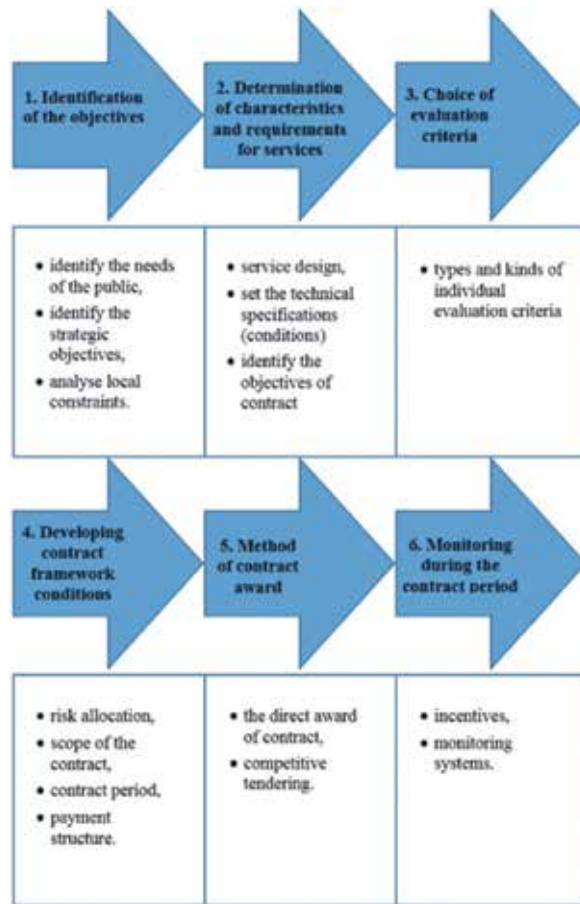 1. Identification
of the objectives
2. Determination
of characteristics
and requirements
for services
3. Choice of
evaluation
criteria
• identify the needs
of the public,
• identify the
strategic
objectives,
• analyse local
constraints.
• service design,
• set the technical
specifications
(conditions)
• identify the
objectives of
contract
• types and kinds of
individual
evaluation criteria
4. Developing
contract
framework
conditions
5. Method
of contract
award
6. Monitoring
during the
contract period
• risk allocation,
• scope of the
contract,
• contract period,
• payment
structure.
• the direct award
of contract,
• competitive
tendering.
• incentives,
• monitoring
systems.